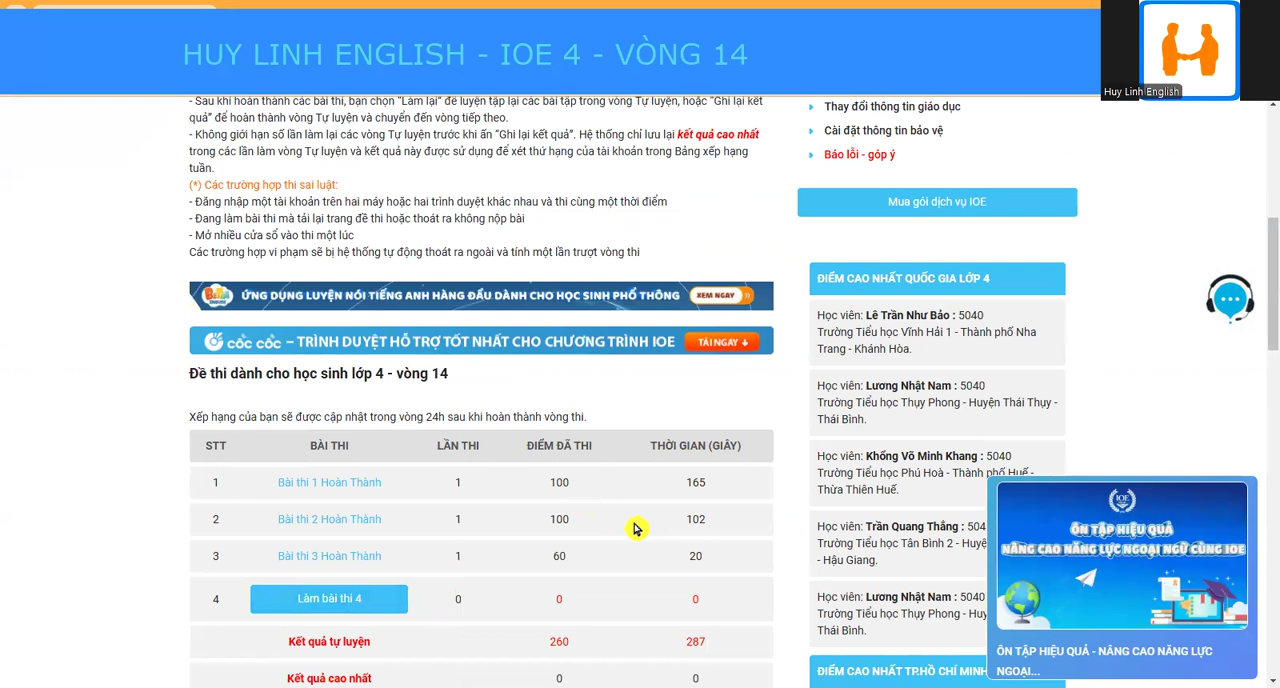 HUY LINH ENGLISH - IOE 4 - VÒNG 14
Huy Linh English
- Sau khi hoàn thành các bài thi, bạn chọn "Làm lại" để luyện tập lại các bài tập trong vòng Tự luyện, hoặc "Ghi lại kết
quả" để hoàn thành vòng Tự luyện và chuyển đến vòng tiếp theo.
- Không giới hạn số lần làm lại các vòng Tự luyện trước khi ấn "Ghi lại kết quả". Hệ thống chỉ lưu lại kết quả cao nhất
trong các lần làm vòng Tự luyện và kết quả này được sử dụng để xét thứ hạng của tài khoản trong Bảng xếp hạng
tuần.
(*) Các trường hợp thi sai luật:
- Đăng nhập một tài khoản trên hai máy hoặc hai trình duyệt khác nhau và thi cùng một thời điểm
- Đang làm bài thi mà tải lại trang đề thi hoặc thoát ra không nộp bài
- Mở nhiều cửa sổ vào thi một lúc
Các trường hợp vi phạm sẽ bị hệ thống tự động thoát ra ngoài và tính một lần trượt vòng thi
ỨNG DỤNG LUYỆN NÓI TIẾNG ANH HÀNG ĐẦU DÀNH CHO HỌC SINH PHỔ THÔNG XEM NGAY
CỐC CỐC – TRÌNH DUYỆT HỖ TRỢ TỐT NHẤT CHO CHƯƠNG TRÌNH IOE TẢI NGAY
Đề thi dành cho học sinh lớp 4 - vòng 14
Xếp hạng của bạn sẽ được cập nhật trong vòng 24h sau khi hoàn thành vòng thi.
STT BÀI THI LẦN THI ĐIỂM ĐÃ THI THỜI GIAN (GIÂY)
1 Bài thi 1 Hoàn Thành 1 100 165
2 Bài thi 2 Hoàn Thành 1 100 102
3 Bài thi 3 Hoàn Thành 1 60 20
4 Làm bài thi 4 0 0 0
Kết quả tự luyện 260 287
Kết quả cao nhất 0 0
Thay đổi thông tin giáo dục
Cài đặt thông tin bảo vệ
Báo lỗi - góp ý
Mua gói dịch vụ IOE
ĐIỂM CAO NHẤT QUỐC GIA LỚP 4
Học viên: Lê Trần Như Bảo : 5040
Trường Tiểu học Vĩnh Hải 1 - Thành phố Nha
Trang - Khánh Hòa.
Học viên: Lương Nhật Nam : 5040
Trường Tiểu học Thụy Phong - Huyện Thái Thụy -
Thái Bình.
Học viên: Khổng Võ Minh Khang : 5040
Trường Tiểu học Phú Hoà - Thành phố Huế -
Thừa Thiên Huế.
Học viên: Trần Quang Thắng : 504
Trường Tiểu học Tân Bình 2 - Huyệ
- Hậu Giang.
Học viên: Lương Nhật Nam : 5040
Trường Tiểu học Thụy Phong - Huy
Thái Bình.
ĐIỂM CAO NHẤT TP.HỒ CHÍ MINH
IOE
ÔN TẬP HIỆU QUẢ
NÂNG CAO NĂNG LỰC NGOẠI NGỮ CÙNG IOE
ÔN TẬP HIỆU QUẢ - NÂNG CAO NĂNG LỰC
NGOẠI...